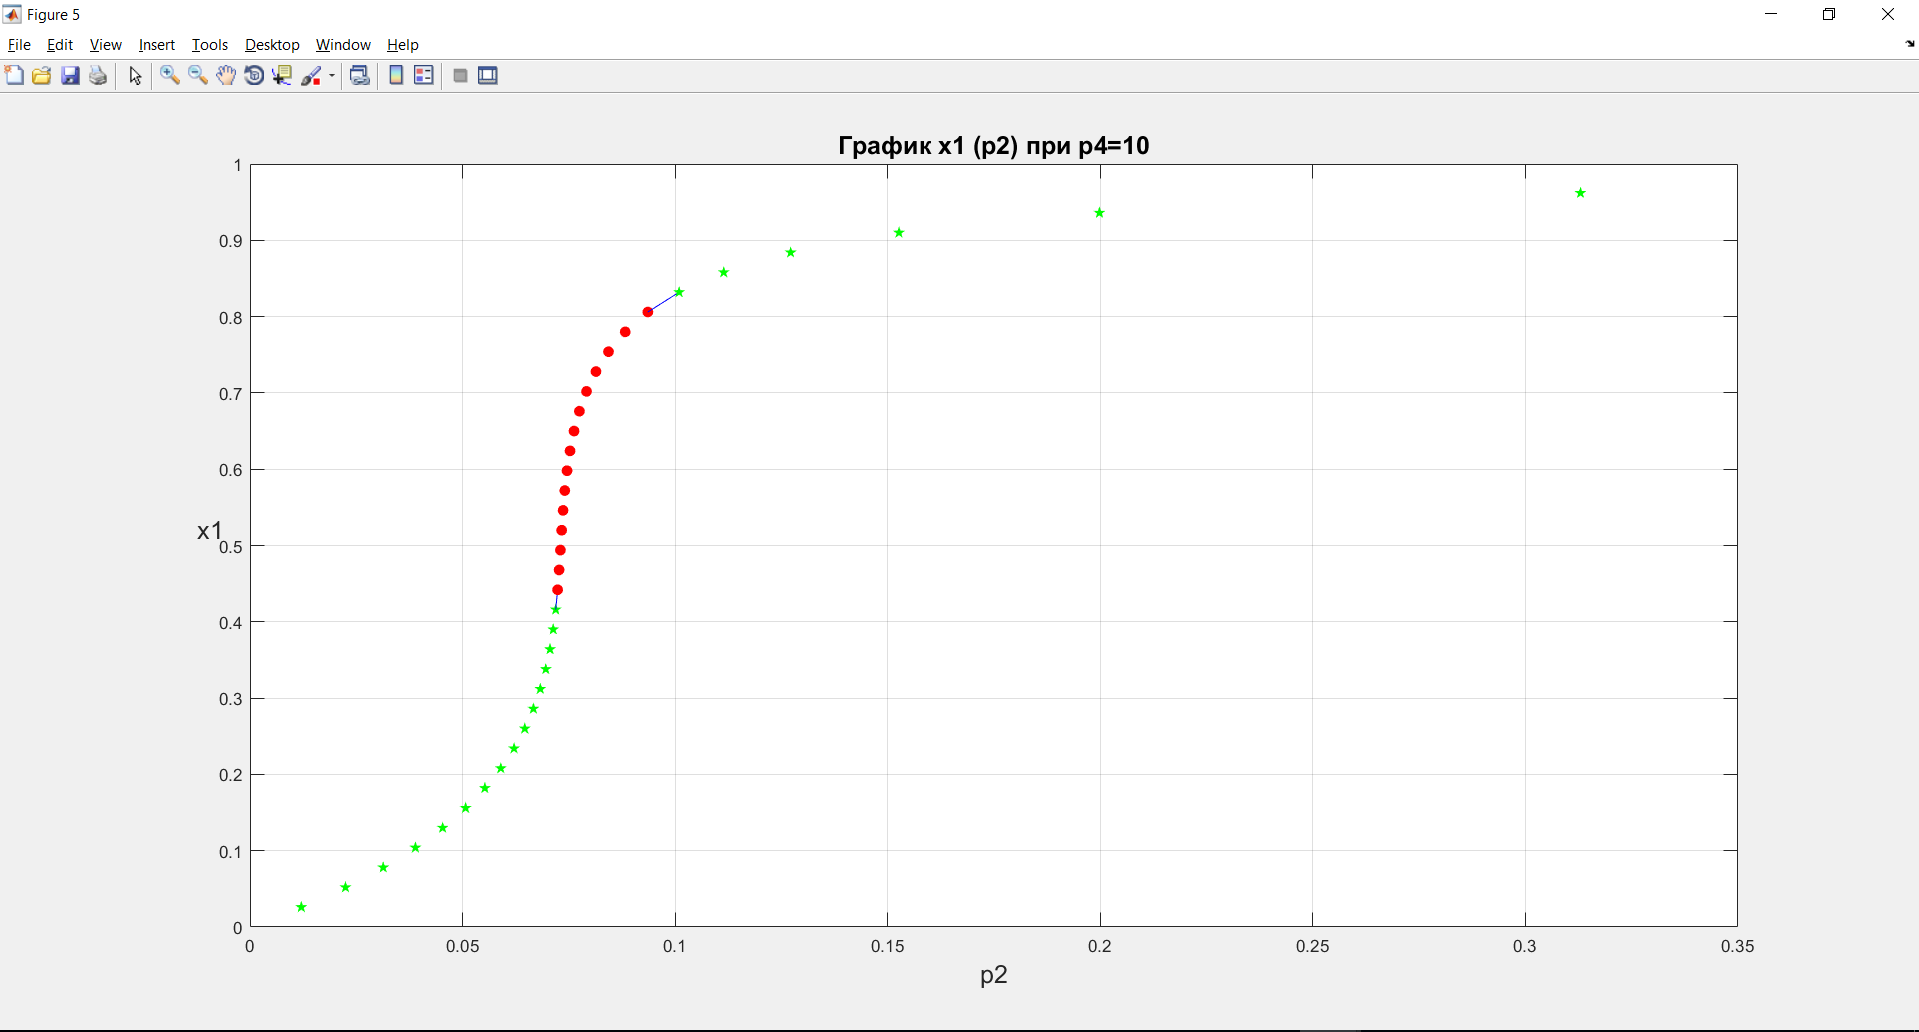 Figure 5
File Edit View Insert Tools Desktop Window Help
График x1 (p2) при p4=10
1
0.9
0.8
0.7
0.6
x1
0.5
0.4
0.3
0.2
0.1
0
0 0.05 0.1 0.15 0.2 0.25 0.3 0.35
p2